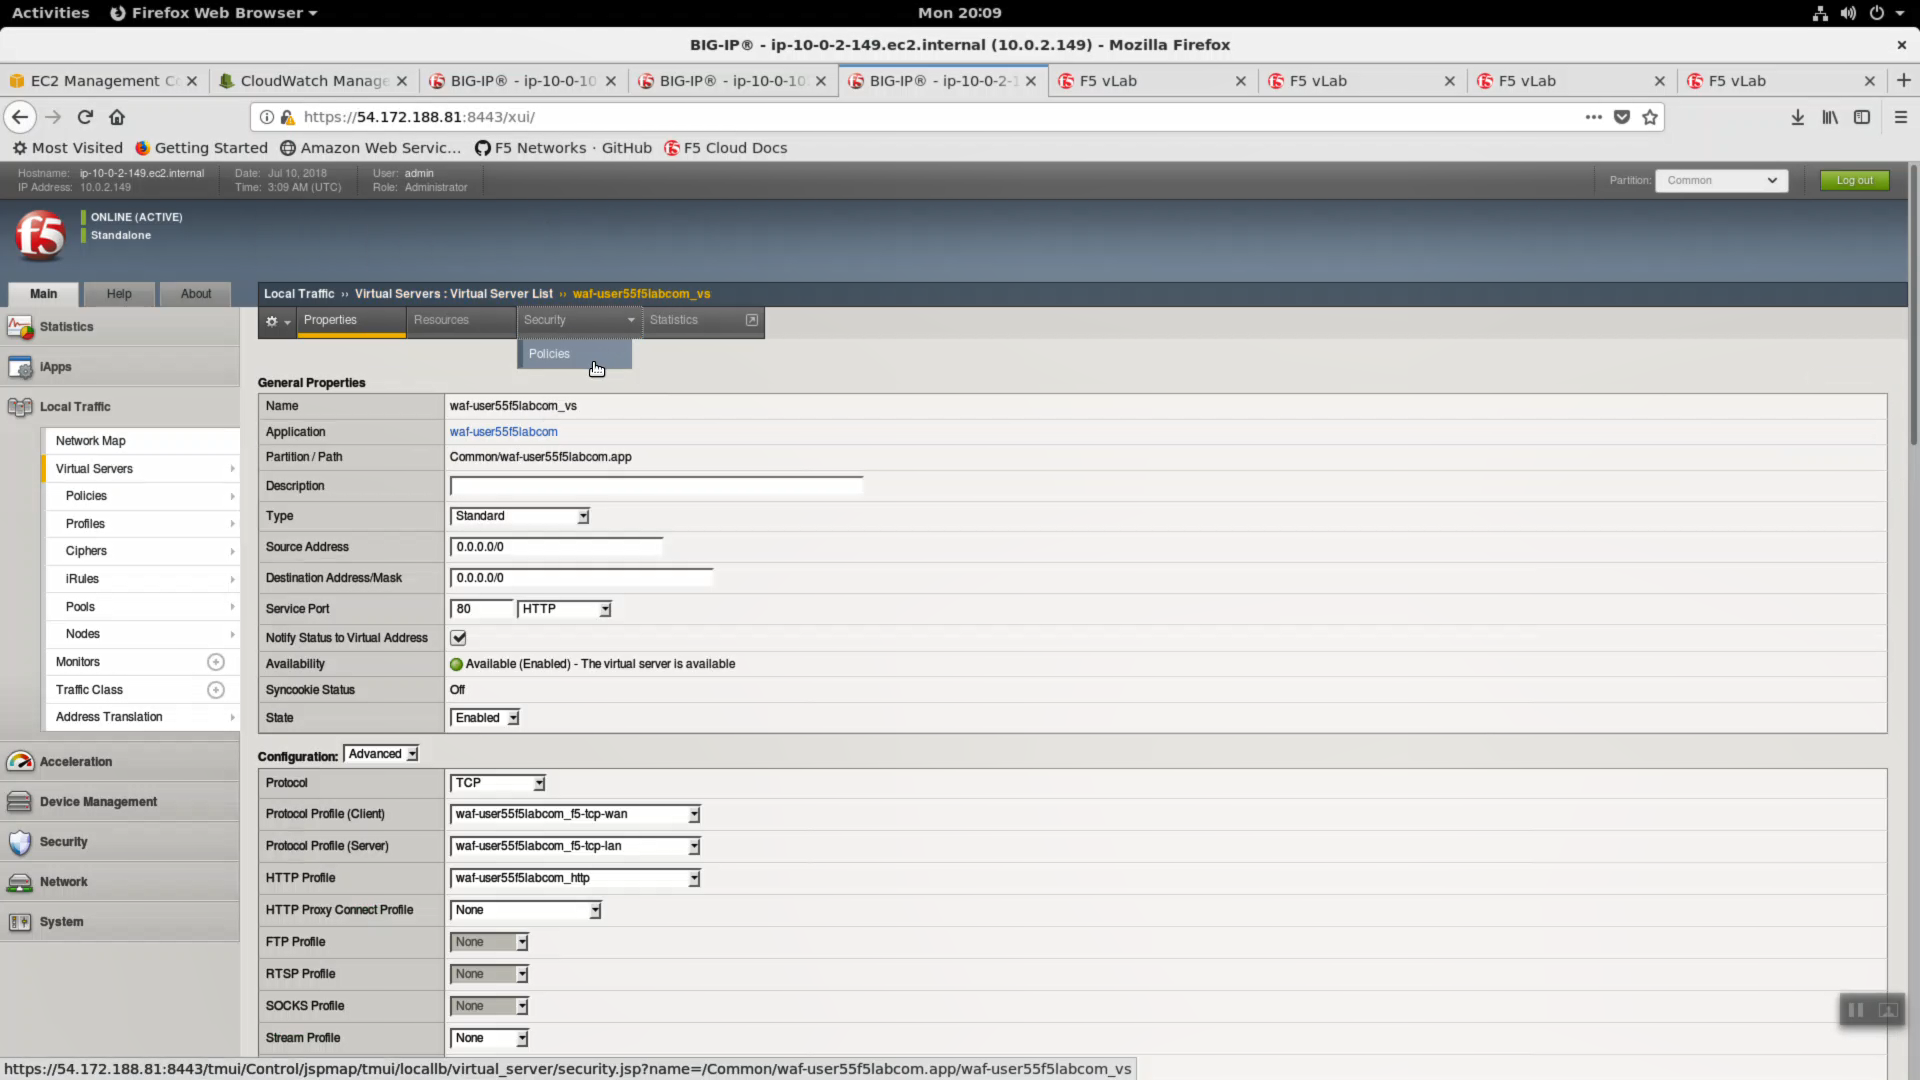 Activities Firefox Web Browser Mon 20:09
BIG-IP® - ip-10-0-2-149.ec2.internal (10.0.2.149) - Mozilla Firefox
EC2 Management Co CloudWatch Manage BIG-IP® - ip-10-0-10 BIG-IP® - ip-10-0-10 BIG-IP® - ip-10-0-2-1 F5 vLab F5 vLab F5 vLab F5 vLab
https://54.172.188.81:8443/xui/
Most Visited Getting Started Amazon Web Servic... F5 Networks · GitHub F5 Cloud Docs
Hostname: ip-10-0-2-149.ec2.internal Date: Jul 10, 2018 User: admin
IP Address: 10.0.2.149 Time: 3:09 AM (UTC) Role: Administrator
Partition: Common Log out
f5
ONLINE (ACTIVE)
Standalone
Main Help About
Local Traffic ›› Virtual Servers : Virtual Server List ›› waf-user55f5labcom_vs
Properties Resources Security Statistics
Policies
Statistics
iApps
Local Traffic
Network Map
Virtual Servers
Policies
Profiles
Ciphers
iRules
Pools
Nodes
Monitors
Traffic Class
Address Translation
Acceleration
Device Management
Security
Network
System
General Properties
Name waf-user55f5labcom_vs
Application waf-user55f5labcom
Partition / Path Common/waf-user55f5labcom.app
Description
Type Standard
Source Address 0.0.0.0/0
Destination Address/Mask 0.0.0.0/0
Service Port 80 HTTP
Notify Status to Virtual Address
Availability Available (Enabled) - The virtual server is available
Syncookie Status Off
State Enabled
Configuration: Advanced
Protocol TCP
Protocol Profile (Client) waf-user55f5labcom_f5-tcp-wan
Protocol Profile (Server) waf-user55f5labcom_f5-tcp-lan
HTTP Profile waf-user55f5labcom_http
HTTP Proxy Connect Profile None
FTP Profile None
RTSP Profile None
SOCKS Profile None
Stream Profile None
https://54.172.188.81:8443/tmui/Control/jspmap/tmui/locallb/virtual_server/security.jsp?name=/Common/waf-user55f5labcom.app/waf-user55f5labcom_vs